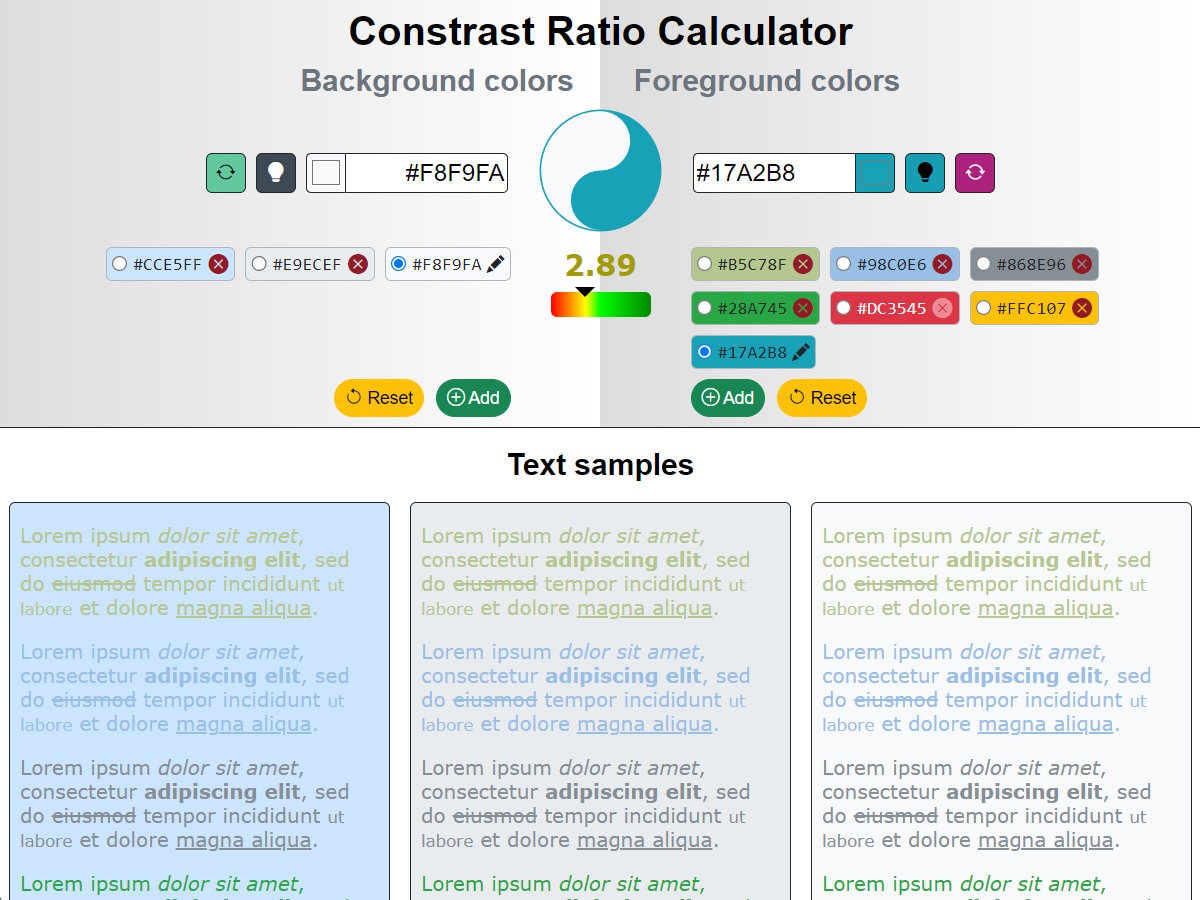 Constrast Ratio Calculator
Background colors
Foreground colors
#F8F9FA
#17A2B8
#CCE5FF
#E9ECEF
#F8F9FA
2.89
#B5C78F
#98C0E6
#868E96
#28A745
#DC3545
#FFC107
#17A2B8
Reset
Add
Add
Reset
Text samples
Lorem ipsum dolor sit amet,
consectetur adipiscing elit, sed
do eiusmod tempor incididunt ut
labore et dolore magna aliqua.
Lorem ipsum dolor sit amet,
consectetur adipiscing elit, sed
do eiusmod tempor incididunt ut
labore et dolore magna aliqua.
Lorem ipsum dolor sit amet,
consectetur adipiscing elit, sed
do eiusmod tempor incididunt ut
labore et dolore magna aliqua.
Lorem ipsum dolor sit amet,
Lorem ipsum dolor sit amet,
consectetur adipiscing elit, sed
do eiusmod tempor incididunt ut
labore et dolore magna aliqua.
Lorem ipsum dolor sit amet,
consectetur adipiscing elit, sed
do eiusmod tempor incididunt ut
labore et dolore magna aliqua.
Lorem ipsum dolor sit amet,
consectetur adipiscing elit, sed
do eiusmod tempor incididunt ut
labore et dolore magna aliqua.
Lorem ipsum dolor sit amet,
Lorem ipsum dolor sit amet,
consectetur adipiscing elit, sed
do eiusmod tempor incididunt ut
labore et dolore magna aliqua.
Lorem ipsum dolor sit amet,
consectetur adipiscing elit, sed
do eiusmod tempor incididunt ut
labore et dolore magna aliqua.
Lorem ipsum dolor sit amet,
consectetur adipiscing elit, sed
do eiusmod tempor incididunt ut
labore et dolore magna aliqua.
Lorem ipsum dolor sit amet,